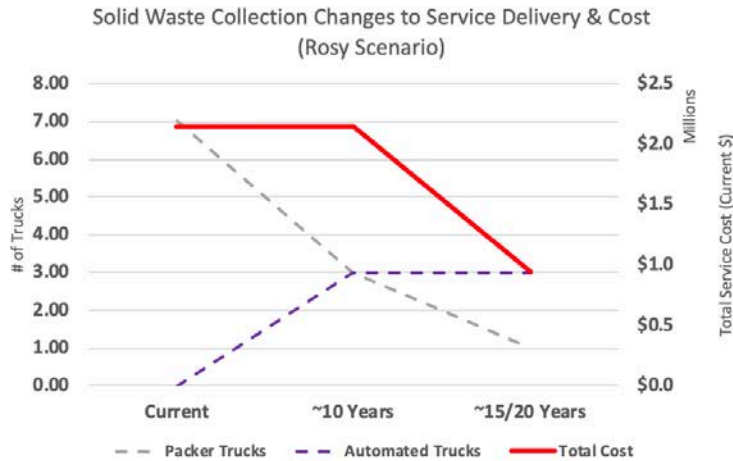 Solid Waste Collection Changes to Service Delivery & Cost
(Rosy Scenario)
8.00
7.00
6.00
5.00
4.00
3.00
2.00
1.00
0.00
# of Trucks
$2.5
$2.0
$1.5
$1.0
$0.5
$0.0
Millions
Total Service Cost (Current $)
Current
~10 Years
~15/20 Years
Packer Trucks
Automated Trucks
Total Cost